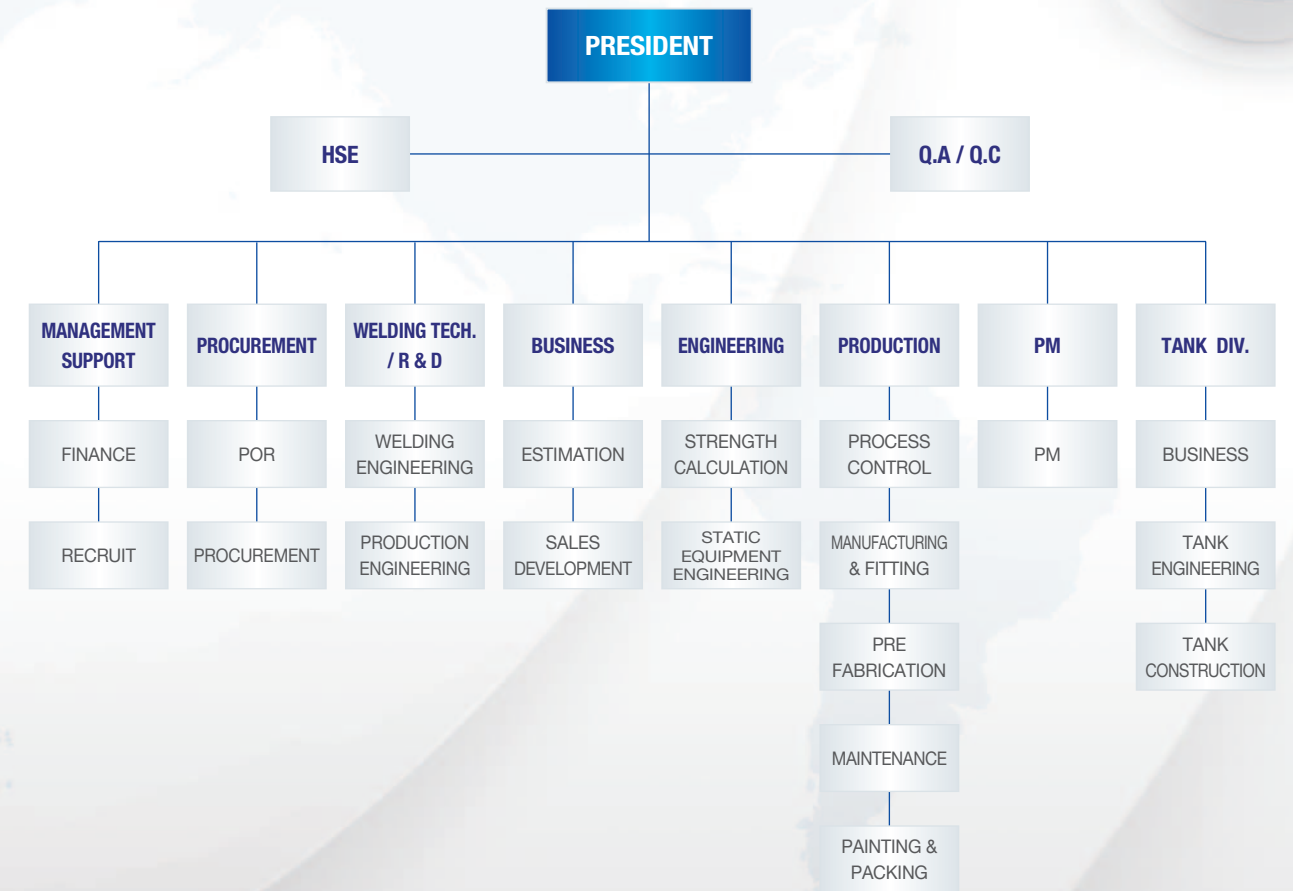 PRESIDENT
HSE
Q.A / Q.C
MANAGEMENT
SUPPORT
PROCUREMENT
WELDING TECH.
/ R & D
BUSINESS
ENGINEERING
PRODUCTION
PM
TANK DIV.
FINANCE
POR
WELDING
ENGINEERING
ESTIMATION
STRENGTH
CALCULATION
PROCESS
CONTROL
PM
BUSINESS
RECRUIT
PROCUREMENT
PRODUCTION
ENGINEERING
SALES
DEVELOPMENT
STATIC
EQUIPMENT
ENGINEERING
MANUFACTURING
& FITTING
TANK
ENGINEERING
PRE
FABRICATION
TANK
CONSTRUCTION
MAINTENANCE
PAINTING &
PACKING